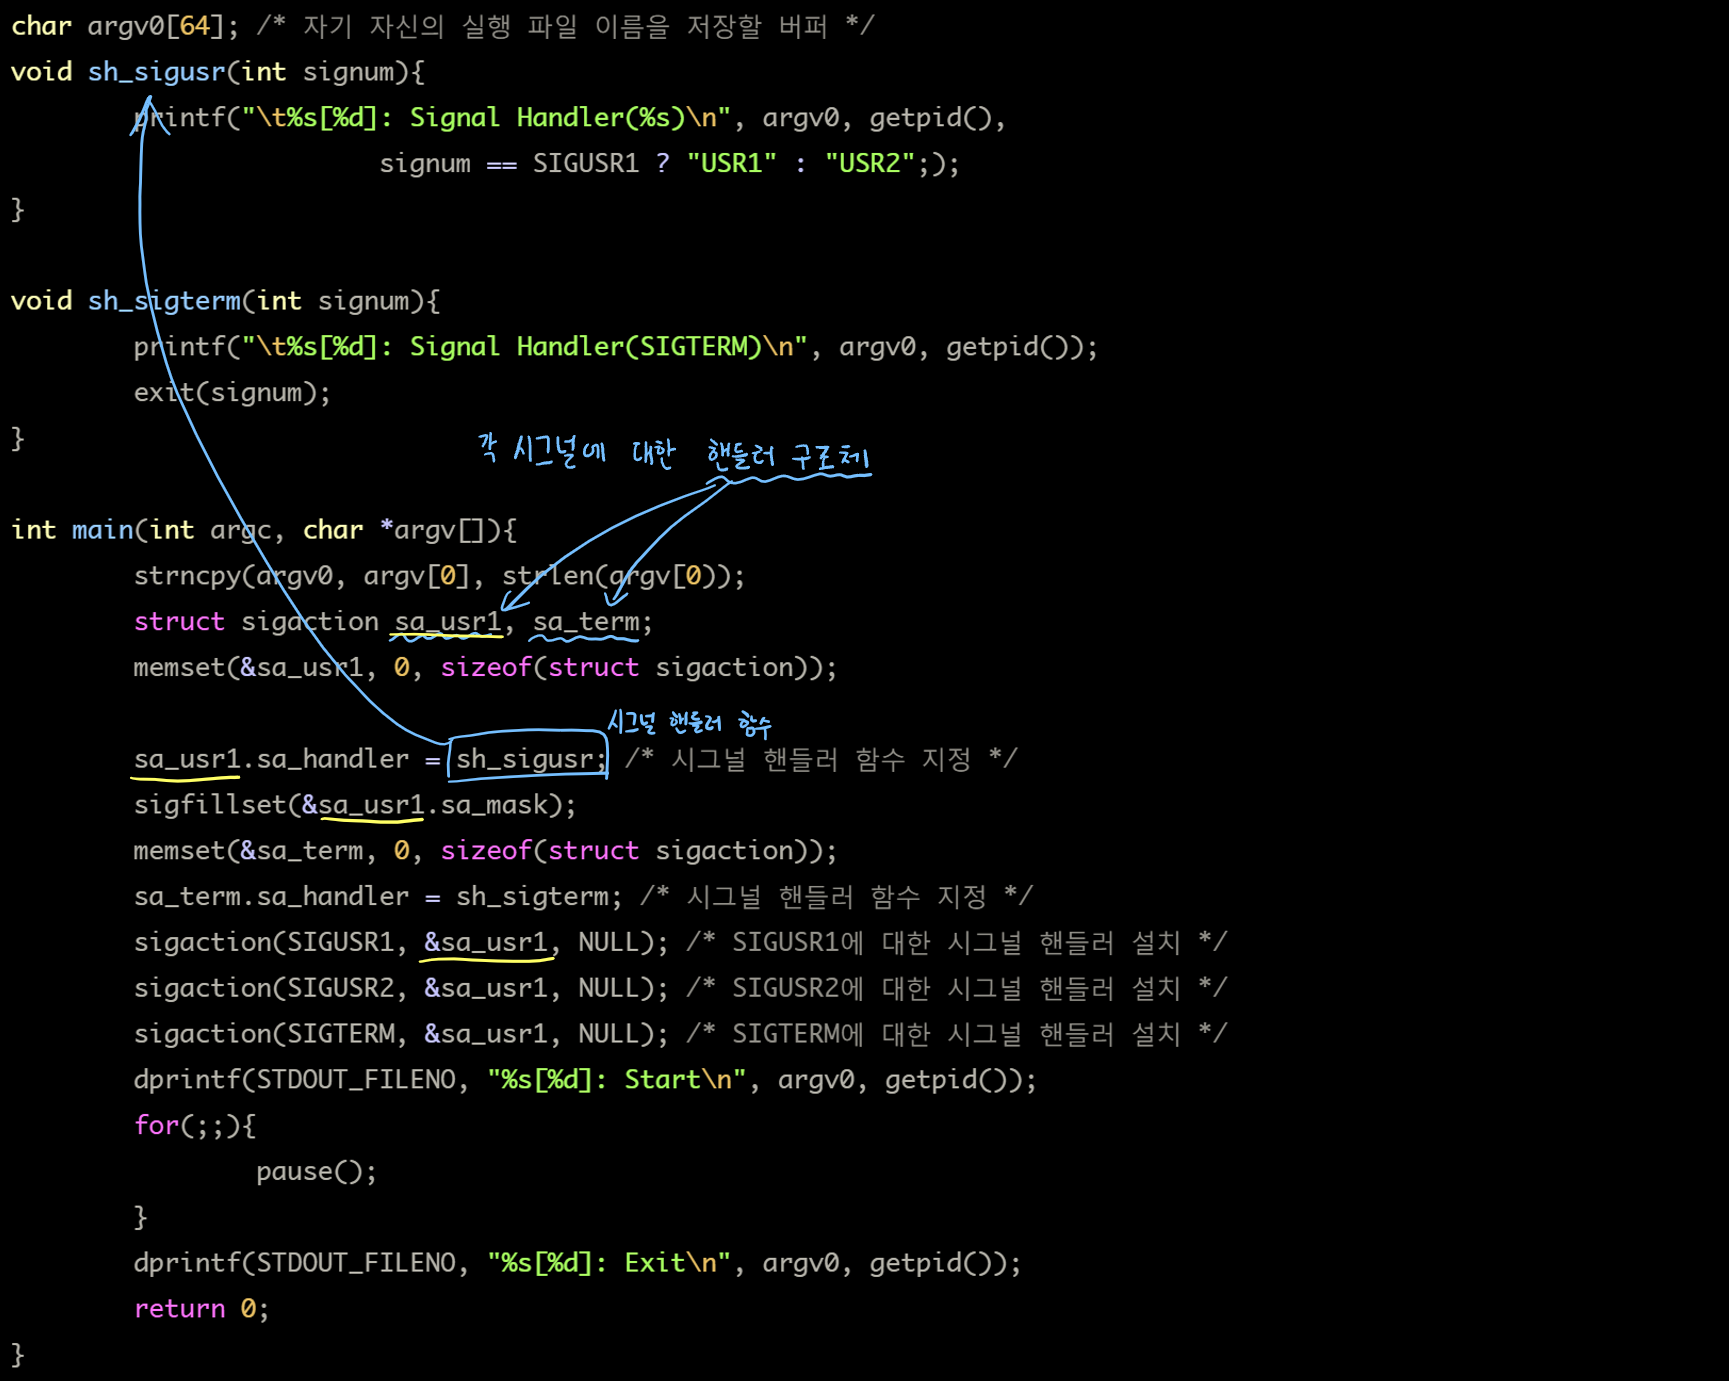 char argv0[64]; /* 자기 자신의 실행 파일 이름을 저장할 버퍼 */
void sh_sigusr(int signum){
printf("\t%s[%d]: Signal Handler(%s)\n", argv0, getpid(),
signum == SIGUSR1 ? "USR1" : "USR2";);
}
void sh_sigterm(int signum){
printf("\t%s[%d]: Signal Handler(SIGTERM)\n", argv0, getpid());
exit(signum);
}
각 시그널에 대한 핸들러 구조체
int main(int argc, char *argv[]){
strncpy(argv0, argv[0], strlen(argv[0));
struct sigaction sa_usr1, sa_term;
memset(&sa_usr1, 0, sizeof(struct sigaction));
시그널 핸들러 함수
sa_usr1.sa_handler = sh_sigusr; /* 시그널 핸들러 함수 지정 */
sigfillset(&sa_usr1.sa_mask);
memset(&sa_term, 0, sizeof(struct sigaction));
sa_term.sa_handler = sh_sigterm; /* 시그널 핸들러 함수 지정 */
sigaction(SIGUSR1, &sa_usr1, NULL); /* SIGUSR1에 대한 시그널 핸들러 설치 */
sigaction(SIGUSR2, &sa_usr1, NULL); /* SIGUSR2에 대한 시그널 핸들러 설치 */
sigaction(SIGTERM, &sa_usr1, NULL); /* SIGTERM에 대한 시그널 핸들러 설치 */
dprintf(STDOUT_FILENO, "%s[%d]: Start\n", argv0, getpid());
for(;;){
pause();
}
dprintf(STDOUT_FILENO, "%s[%d]: Exit\n", argv0, getpid());
return 0;
}